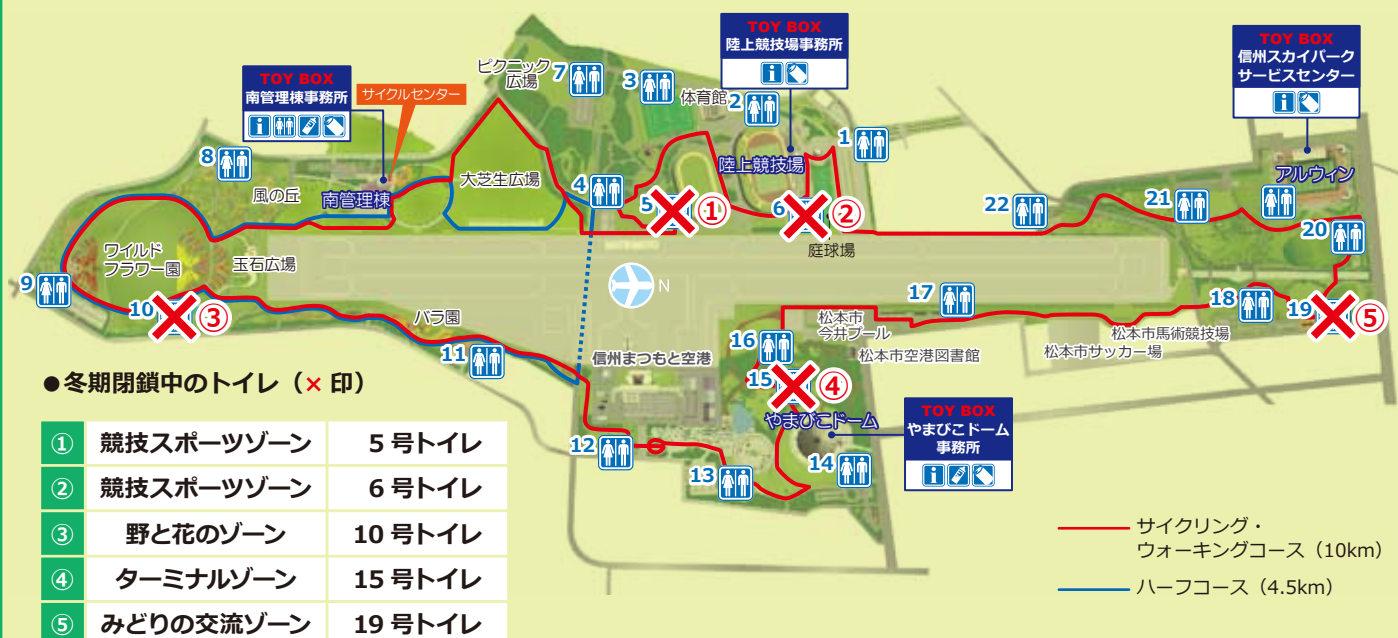 TOY BOX
南管理棟事務所
サイクルセンター
ピクニック
広場
7
3
体育館
2
TOY BOX
陸上競技場事務所
1
TOY BOX
信州スカイパーク
サービスセンター
8
風の丘
南管理棟
大芝生広場
4
5
①
陸上競技場
6
②
庭球場
22
21
アルウィン
20
ワイルド
フラワー園
玉石広場
9
10
③
バラ園
11
N
17
18
19
⑤
松本市
今井プール
松本市空港図書館
松本市サッカー場
松本市馬術競技場
信州まつもと空港
16
15
④
やまびこドーム
TOY BOX
やまびこドーム
事務所
12
13
14
●冬期閉鎖中のトイレ(× 印)
① 競技スポーツゾーン 5 号トイレ
② 競技スポーツゾーン 6 号トイレ
③ 野と花のゾーン 10 号トイレ
④ ターミナルゾーン 15 号トイレ
⑤ みどりの交流ゾーン 19 号トイレ
サイクリング・
ウォーキングコース(10km)
ハーフコース(4.5km)